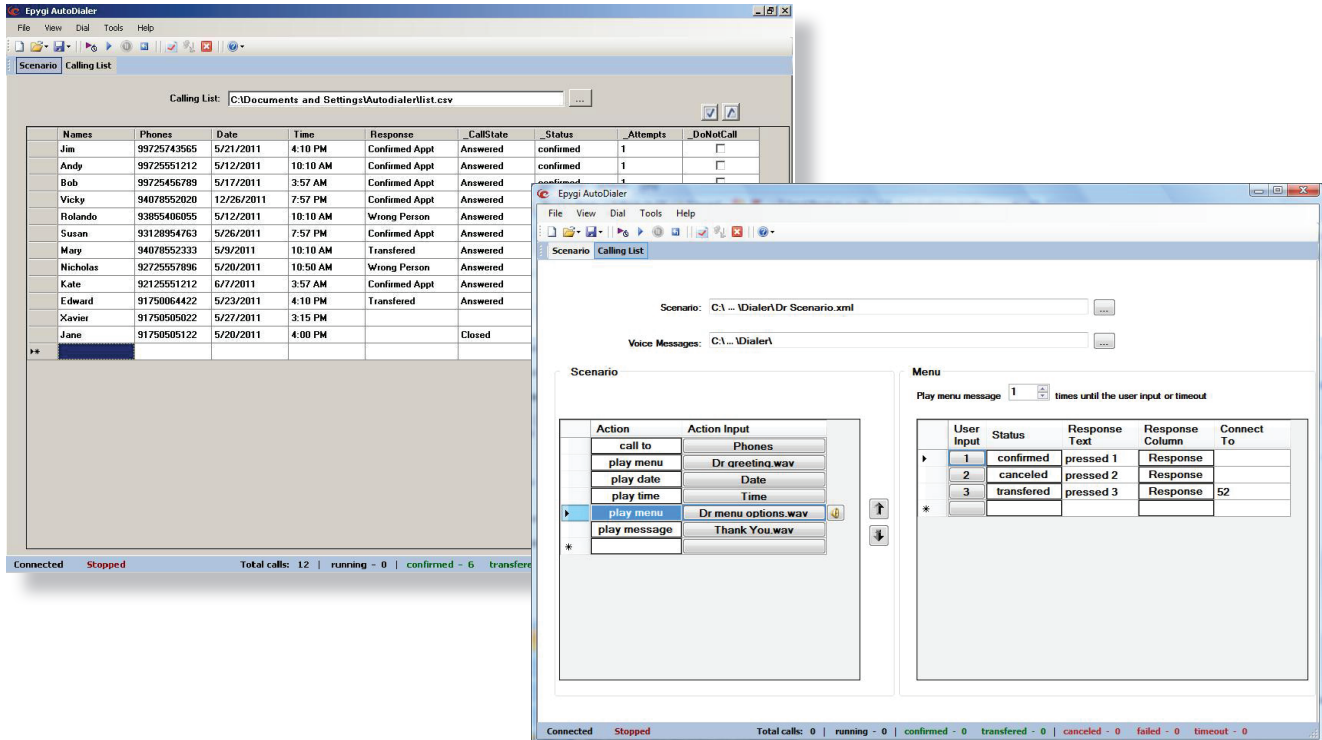 Epygi AutoDialer
File View Dial Tools Help
Scenario Calling List
Calling List: C:\Documents and Settings\Autodialer\list.csv ...
Names Phones Date Time Response _CallState _Status _Attempts _DoNotCall
Jim 99725743565 5/21/2011 4:10 PM Confirmed Appt Answered confirmed 1
Andy 99725551212 5/12/2011 10:10 AM Confirmed Appt Answered confirmed 1
Bob 99725456789 5/17/2011 3:57 AM Confirmed Appt Answered confirmed 1
Vicky 94078552020 12/26/2011 7:57 PM Confirmed Appt Answered
Rolando 93855406055 5/12/2011 10:10 AM Wrong Person Answered
Susan 93128954763 5/26/2011 7:57 PM Confirmed Appt Answered
Mary 94078552333 5/9/2011 10:10 AM Transfered Answered
Nicholas 92725557896 5/20/2011 10:50 AM Wrong Person Answered
Kate 92125551212 6/7/2011 3:57 AM Confirmed Appt Answered
Edward 91750064422 5/23/2011 4:10 PM Transfered Answered
Xavier 91750505022 5/27/2011 3:15 PM
Jane 91750505122 5/20/2011 4:00 PM Closed
Connected Stopped Total calls: 12 | running - 0 | confirmed - 6 transfere
Epygi AutoDialer
File View Dial Tools Help
Scenario Calling List
Scenario: C:\ ... \Dialer\Dr Scenario.xml ...
Voice Messages: C:\ ... \Dialer\ ...
Scenario
Action Action Input
call to Phones
play menu Dr greeting.wav
play date Date
play time Time
play menu Dr menu options.wav
play message Thank You.wav
Menu
Play menu message 1 times until the user input or timeout
User Input Status Response Text Response Column Connect To
1 confirmed pressed 1 Response
2 canceled pressed 2 Response
3 transfered pressed 3 Response 52
Connected Stopped Total calls: 0 | running - 0 | confirmed - 0 transfered - 0 | canceled - 0 failed - 0 timeout - 0